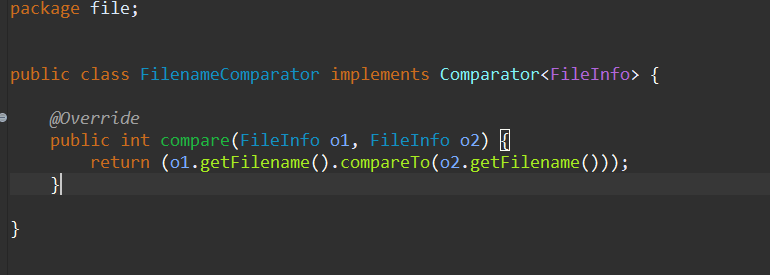 package file;
public class FilenameComparator implements Comparator<FileInfo> {
@Override
public int compare(FileInfo o1, FileInfo o2) {
return (o1.getFilename().compareTo(o2.getFilename()));
}
}